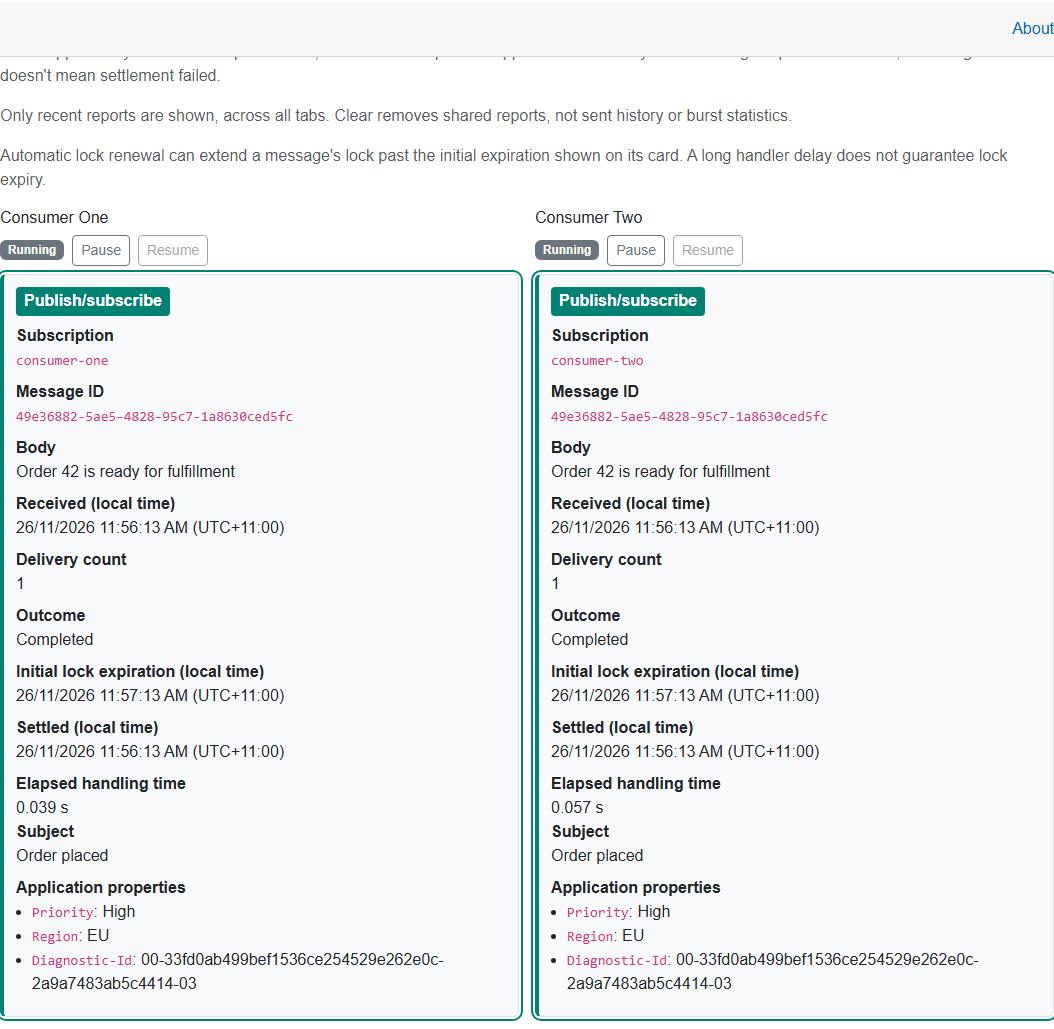 About
doesn't mean settlement failed.
Only recent reports are shown, across all tabs. Clear removes shared reports, not sent history or burst statistics.
Automatic lock renewal can extend a message's lock past the initial expiration shown on its card. A long handler delay does not guarantee lock
expiry.
Consumer One
Running Pause Resume
Publish/subscribe
Subscription
consumer-one
Message ID
49e36882-5ae5-4828-95c7-1a8630ced5fc
Body
Order 42 is ready for fulfillment
Received (local time)
26/11/2026 11:56:13 AM (UTC+11:00)
Delivery count
1
Outcome
Completed
Initial lock expiration (local time)
26/11/2026 11:57:13 AM (UTC+11:00)
Settled (local time)
26/11/2026 11:56:13 AM (UTC+11:00)
Elapsed handling time
0.039 s
Subject
Order placed
Application properties
Priority: High
Region: EU
Diagnostic-Id: 00-33fd0ab499bef1536ce254529e262e0c-
2a9a7483ab5c4414-03
Consumer Two
Running Pause Resume
Publish/subscribe
Subscription
consumer-two
Message ID
49e36882-5ae5-4828-95c7-1a8630ced5fc
Body
Order 42 is ready for fulfillment
Received (local time)
26/11/2026 11:56:13 AM (UTC+11:00)
Delivery count
1
Outcome
Completed
Initial lock expiration (local time)
26/11/2026 11:57:13 AM (UTC+11:00)
Settled (local time)
26/11/2026 11:56:13 AM (UTC+11:00)
Elapsed handling time
0.057 s
Subject
Order placed
Application properties
Priority: High
Region: EU
Diagnostic-Id: 00-33fd0ab499bef1536ce254529e262e0c-
2a9a7483ab5c4414-03